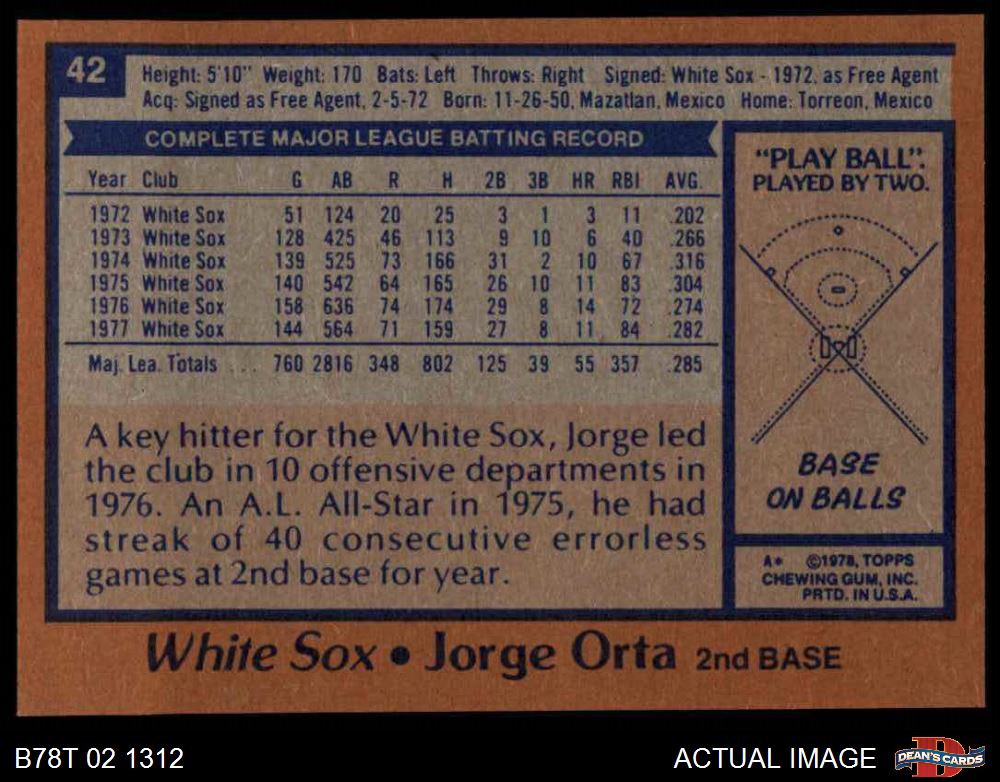 42
Height: 5'10" Weight: 170 Bats: Left Throws: Right Signed: White Sox - 1972, as Free Agent
Acq: Signed as Free Agent, 2-5-72 Born: 11-26-50, Mazatlan, Mexico Home: Torreon, Mexico
COMPLETE MAJOR LEAGUE BATTING RECORD
Year Club G AB R H 2B 3B HR RBI AVG.
1972 White Sox 51 124 20 25 3 1 3 11 .202
1973 White Sox 128 425 46 113 9 10 6 40 .266
1974 White Sox 139 525 73 166 31 2 10 67 .316
1975 White Sox 140 542 64 165 26 10 11 83 .304
1976 White Sox 158 636 74 174 29 8 14 72 .274
1977 White Sox 144 564 71 159 27 8 11 84 .282
Maj. Lea. Totals ... 760 2816 348 802 125 39 55 357 .285
A key hitter for the White Sox, Jorge led
the club in 10 offensive departments in
1976. An A.L. All-Star in 1975, he had
streak of 40 consecutive errorless
games at 2nd base for year.
"PLAY BALL".
PLAYED BY TWO.
BASE
ON BALLS
A* ©1978, TOPPS
CHEWING GUM, INC.
PRTD. IN U.S.A.
White Sox • Jorge Orta 2nd BASE
B78T 02 1312
ACTUAL IMAGE
D
DEAN'S CARDS